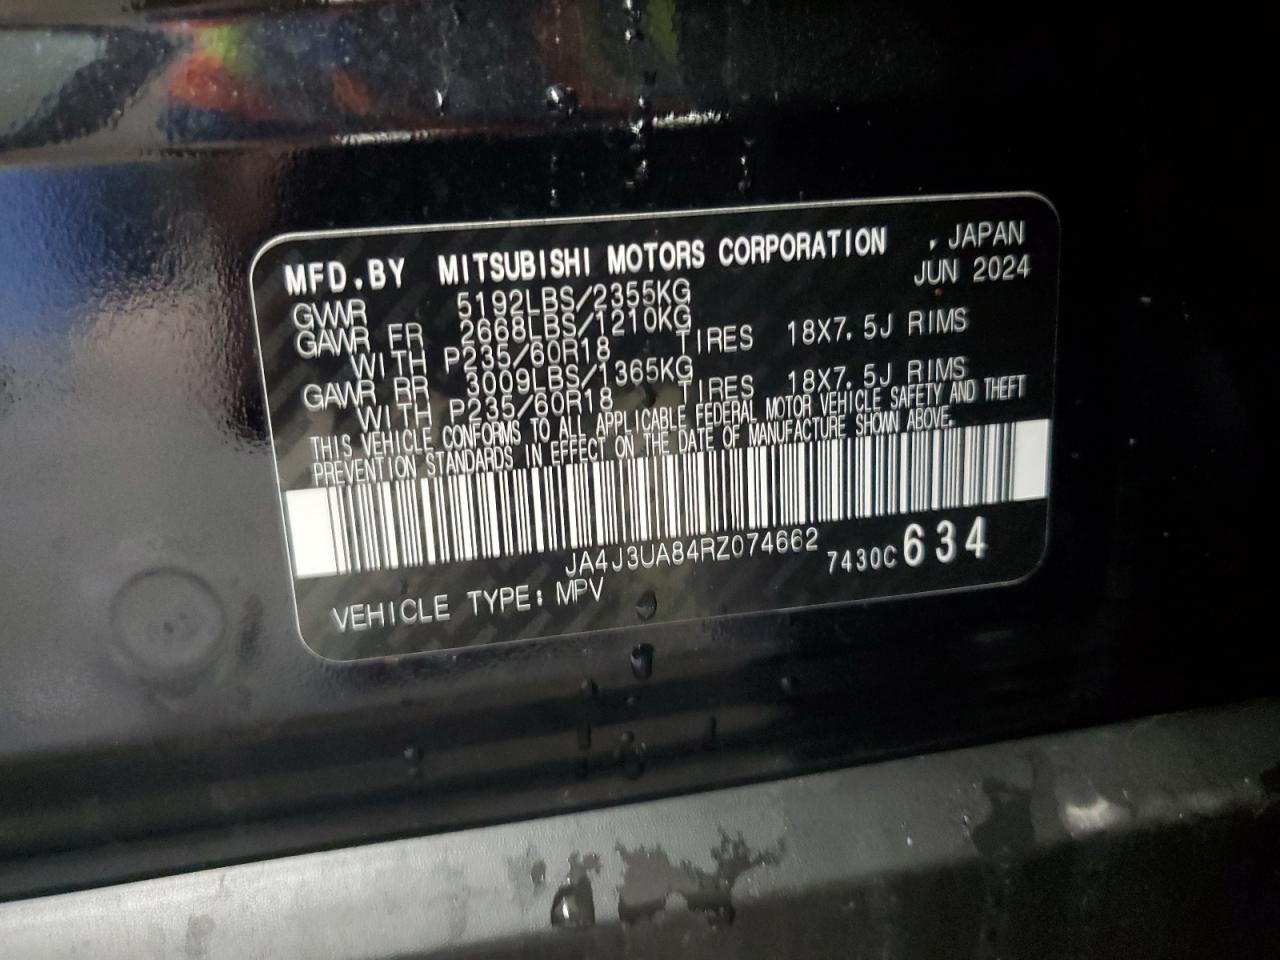 MFD.BY MITSUBISHI MOTORS CORPORATION , JAPAN
JUN 2024
GVWR 5192LBS/2355KG
GAWR FR 2668LBS/1210KG
WITH P235/60R18 TIRES 18X7.5J RIMS
GAWR RR 3009LBS/1365KG
WITH P235/60R18 TIRES 18X7.5J RIMS
THIS VEHICLE CONFORMS TO ALL APPLICABLE FEDERAL MOTOR VEHICLE SAFETY AND THEFT
PREVENTION STANDARDS IN EFFECT ON THE DATE OF MANUFACTURE SHOWN ABOVE.
JA4J3UA84RZ074662 7430C 634
VEHICLE TYPE: MPV